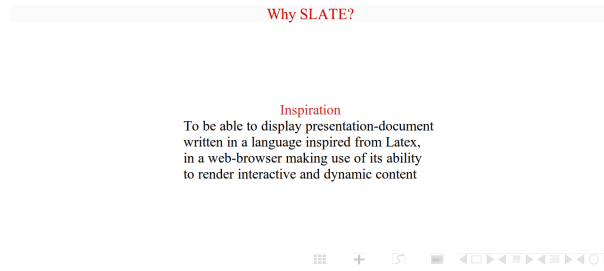 Why SLATE?
Inspiration
To be able to display presentation-document
written in a language inspired from Latex,
in a web-browser making use of its ability
to render interactive and dynamic content